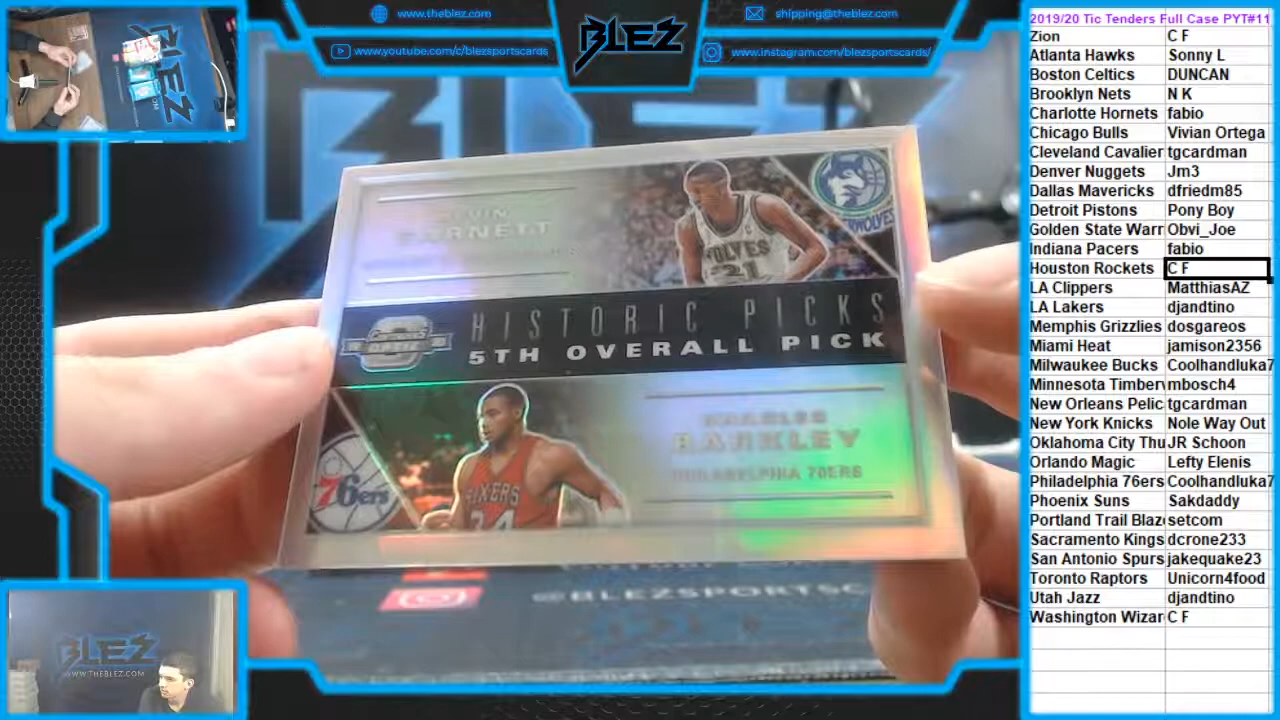 www.theblez.com
shipping@theblez.com
www.youtube.com/c/blezsportscards
BLEZ
www.instagram.com/blezsportscards/
BLEZ
GARNETT
WOLVES
21
HISTORIC PICKS
5TH OVERALL PICK
CHARLES
BARKLEY
PHILADELPHIA 76ERS
76ers
SIXERS
34
@BLEZSPORTSC
BLEZ
WWW.THEBLEZ.COM
2019/20 Tic Tenders Full Case PYT#11
Zion C F
Atlanta Hawks Sonny L
Boston Celtics DUNCAN
Brooklyn Nets N K
Charlotte Hornets fabio
Chicago Bulls Vivian Ortega
Cleveland Cavalier tgcardman
Denver Nuggets Jm3
Dallas Mavericks dfriedm85
Detroit Pistons Pony Boy
Golden State Warr Obvi_Joe
Indiana Pacers fabio
Houston Rockets C F
LA Clippers MatthiasAZ
LA Lakers djandtino
Memphis Grizzlies dosgareos
Miami Heat jamison2356
Milwaukee Bucks Coolhandluka7
Minnesota Timberv mbosch4
New Orleans Pelic tgcardman
New York Knicks Nole Way Out
Oklahoma City Thu JR Schoon
Orlando Magic Lefty Elenis
Philadelphia 76ers Coolhandluka7
Phoenix Suns Sakdaddy
Portland Trail Blaz setcom
Sacramento Kings dcrone233
San Antonio Spurs jakequake23
Toronto Raptors Unicorn4food
Utah Jazz djandtino
Washington Wizar C F